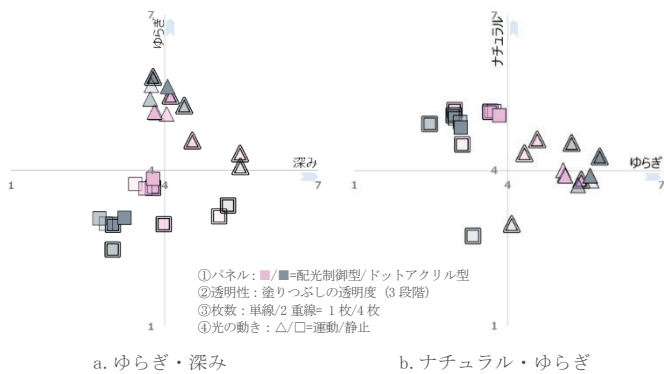 7
ゆらぎ
深み
1
4
7
1
7
ナチュラル
4
ゆらぎ
1
4
7
1
①パネル:■/■=配光制御型/ドットアクリル型
②透明性:塗りつぶしの透明度 (3 段階)
③枚数:単線/2 重線= 1 枚/4 枚
④光の動き:△/□=運動/静止
a. ゆらぎ・深み
b. ナチュラル・ゆらぎ